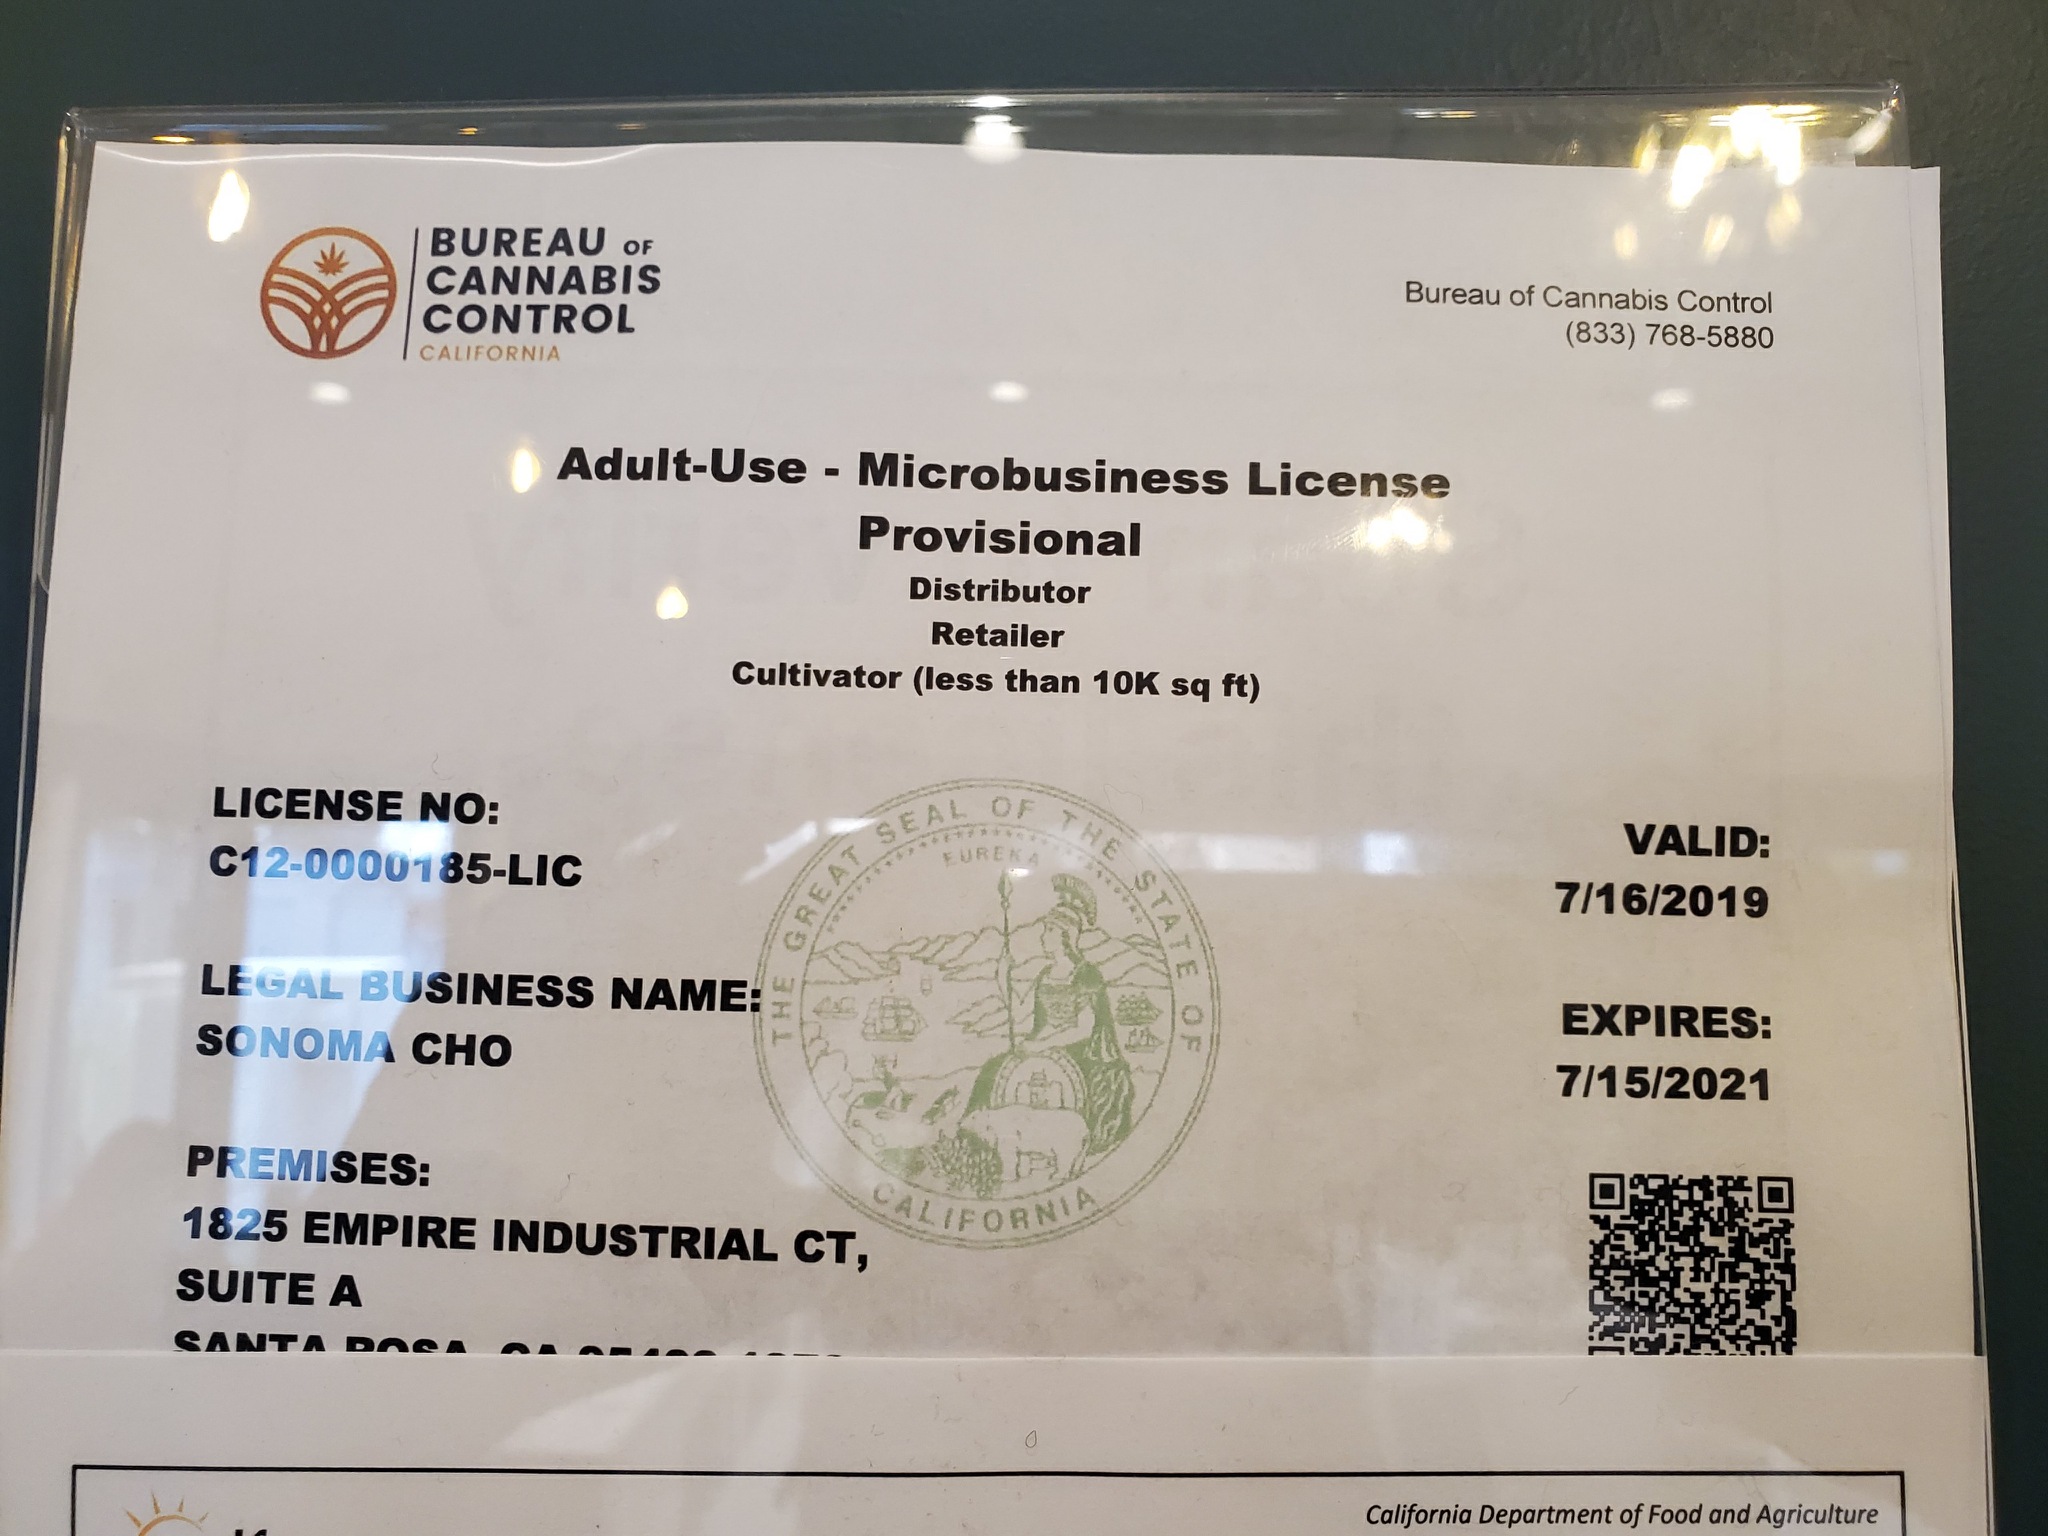 BUREAU OF
CANNABIS
CONTROL
CALIFORNIA
Bureau of Cannabis Control
(833) 768-5880
Adult-Use - Microbusiness License
Provisional
Distributor
Retailer
Cultivator (less than 10K sq ft)
LICENSE NO:
C12-0000185-LIC
LEGAL BUSINESS NAME:
SONOMA CHO
PREMISES:
1825 EMPIRE INDUSTRIAL CT,
SUITE A
SANTA ROSA, CA
THE GREAT SEAL OF THE STATE OF CALIFORNIA
EUREKA
VALID:
7/16/2019
EXPIRES:
7/15/2021
California Department of Food and Agriculture